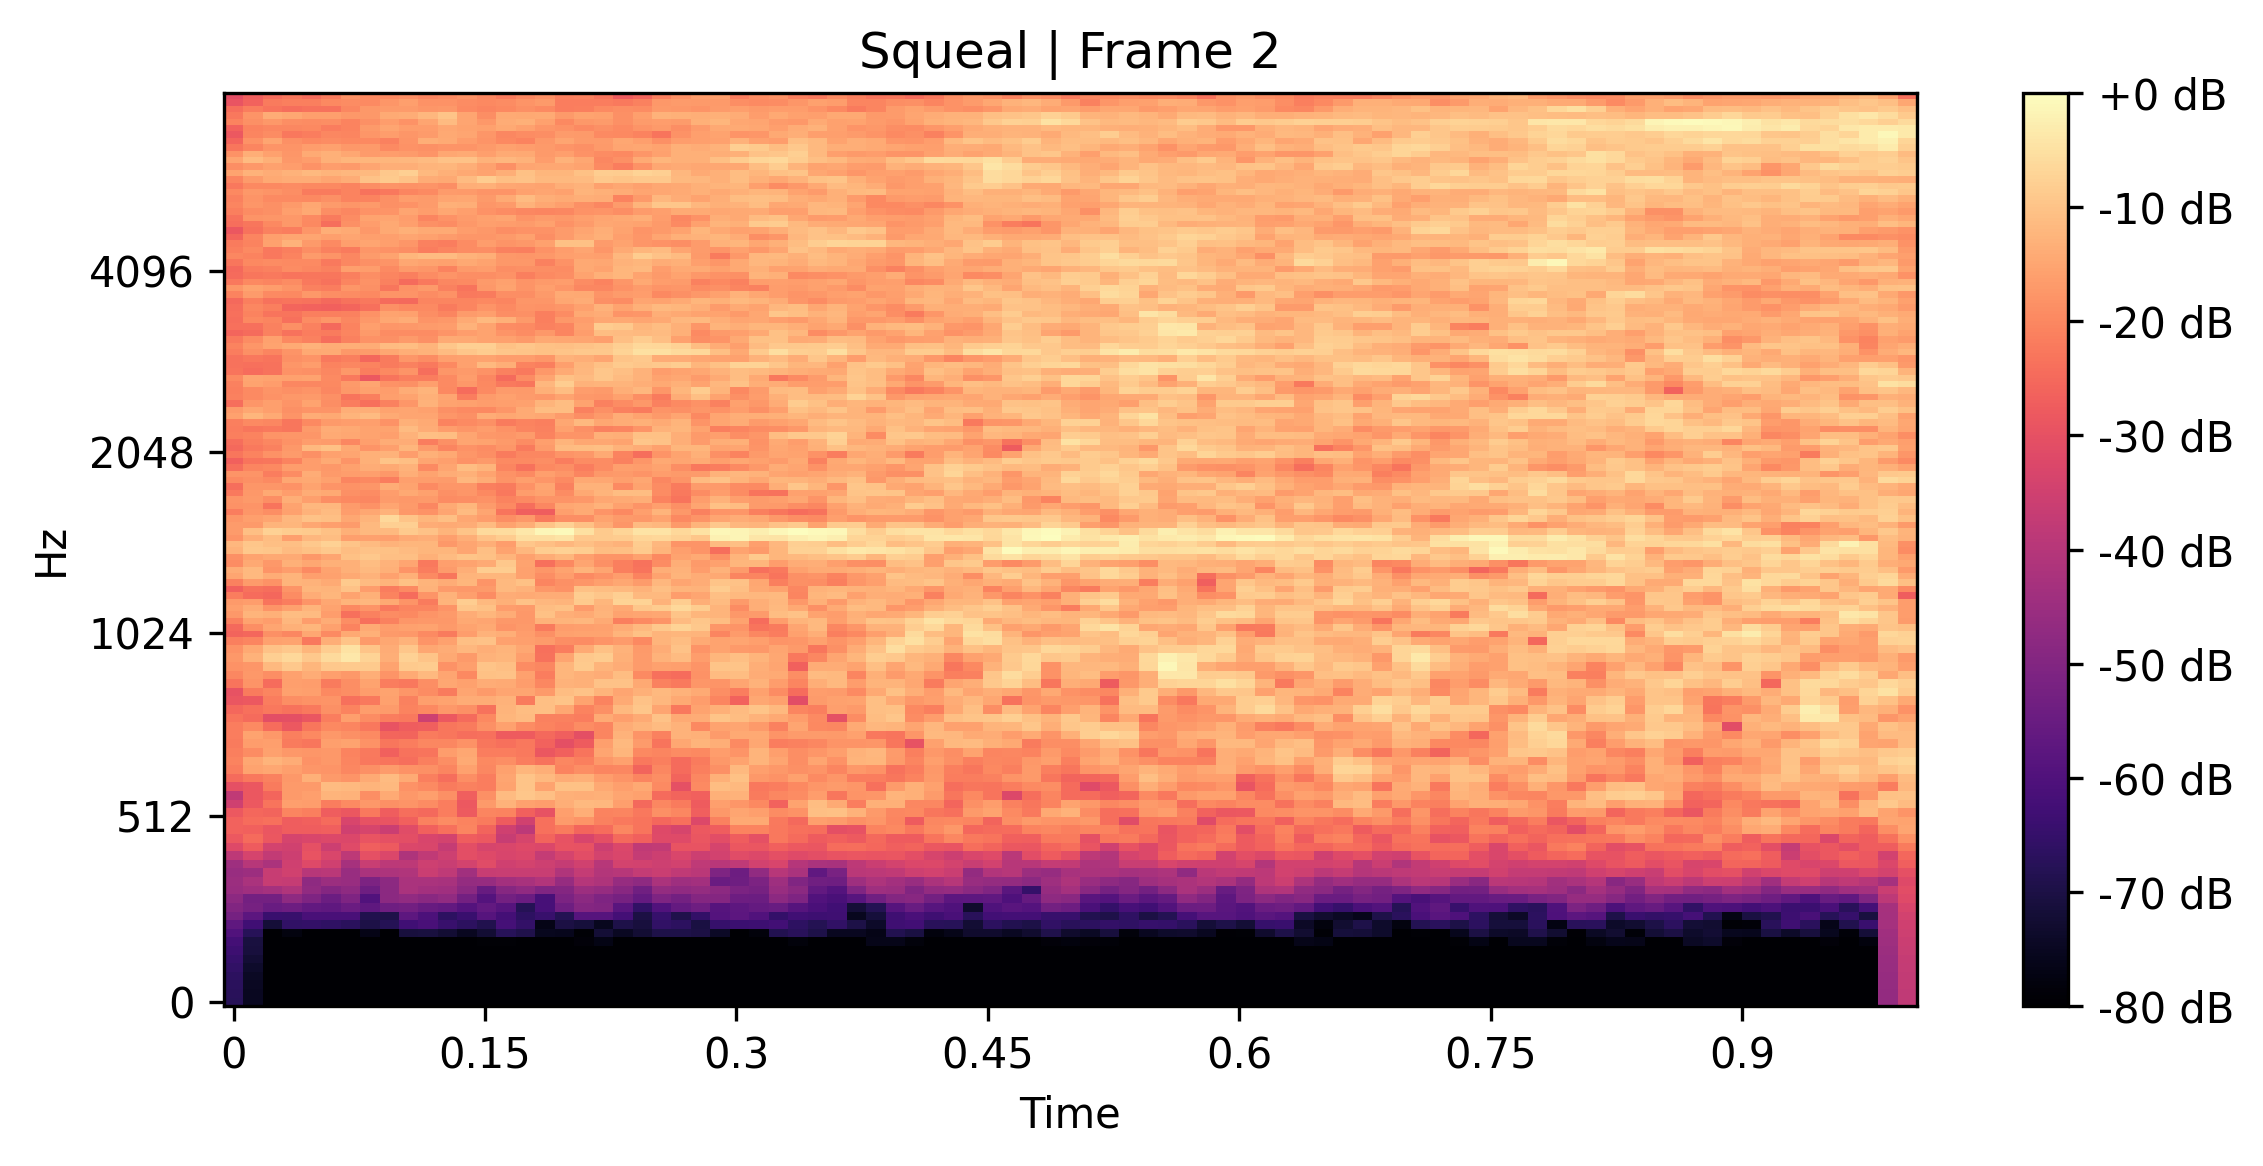 Squeal | Frame 2
Hz
4096
2048
1024
512
0
0 0.15 0.3 0.45 0.6 0.75 0.9
Time
+0 dB
-10 dB
-20 dB
-30 dB
-40 dB
-50 dB
-60 dB
-70 dB
-80 dB